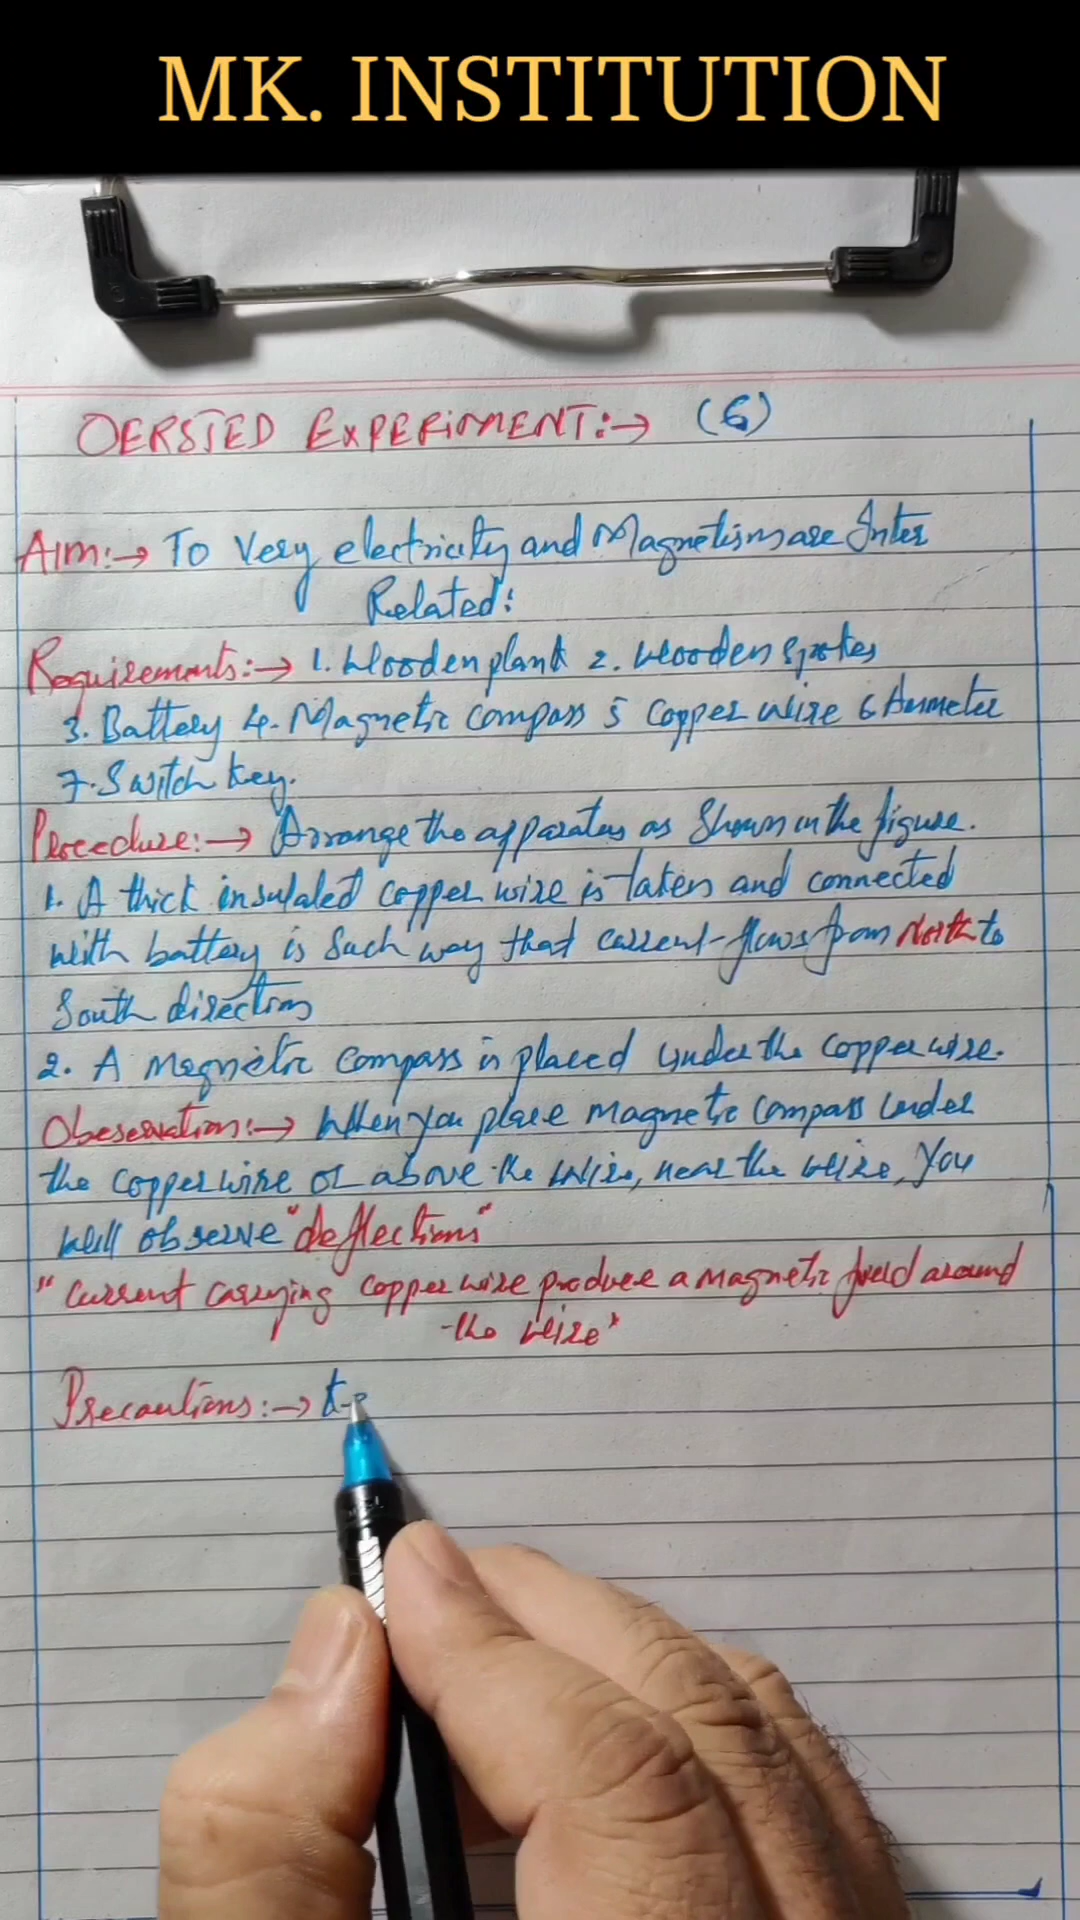 MK. INSTITUTION
OERSTED EXPERIMENT:→ (6)
AIM:→ To Very electricity and Magnetism are Inter
Related:
Requirements:→ 1. Wooden plank 2. Wooden spokes
3. Battery 4. Magnetic compass 5 Copper wire 6 Ammeter
7. Switch key.
Procedure:→ Arrange the apparatus as Shown in the figure.
1. A thick insulated copper wire is taken and connected
with battery is Such way that current flows from North to
South direction
2. A Magnetic Compass is placed under the copper wire.
Observation:→ When you place magnetic compass under
the copper wire or above the wire, near the wire, You
will observe "deflections"
"Current carrying copper wire produce a magnetic field around
the wire"
Precautions:→